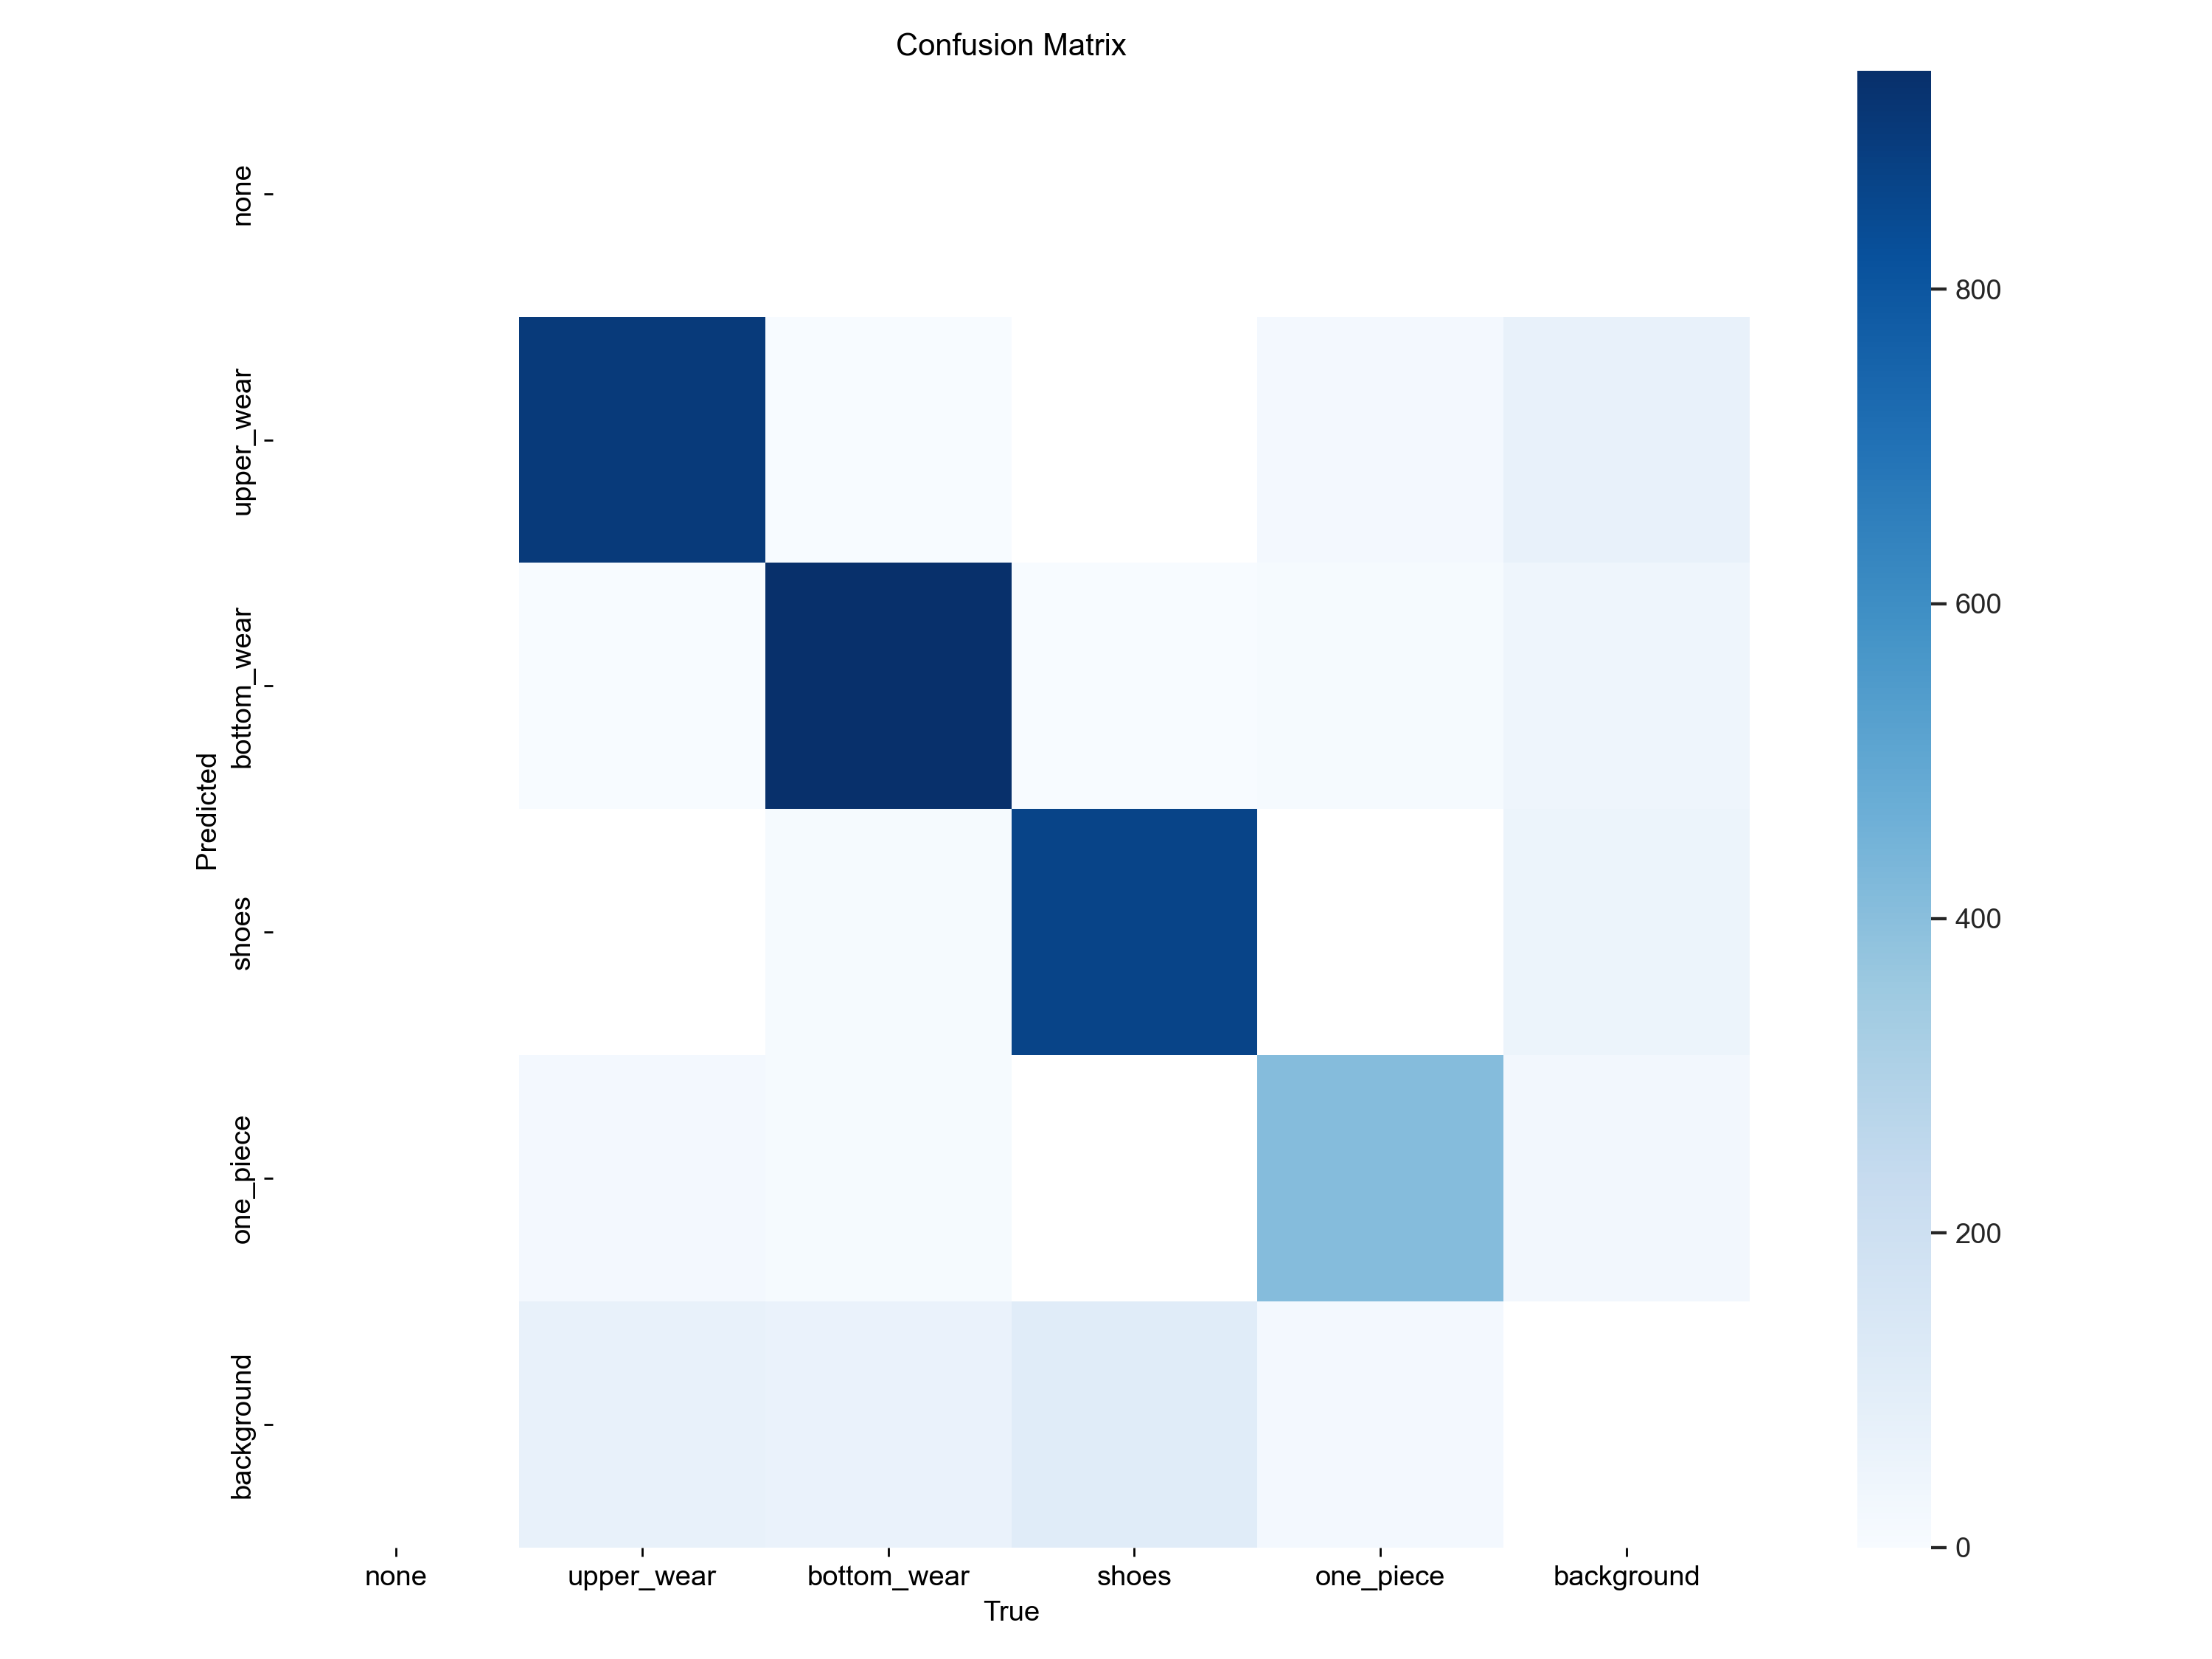 Confusion Matrix
none
upper_wear
bottom_wear
shoes
one_piece
background
Predicted
none
upper_wear
bottom_wear
shoes
one_piece
background
True
800
600
400
200
0